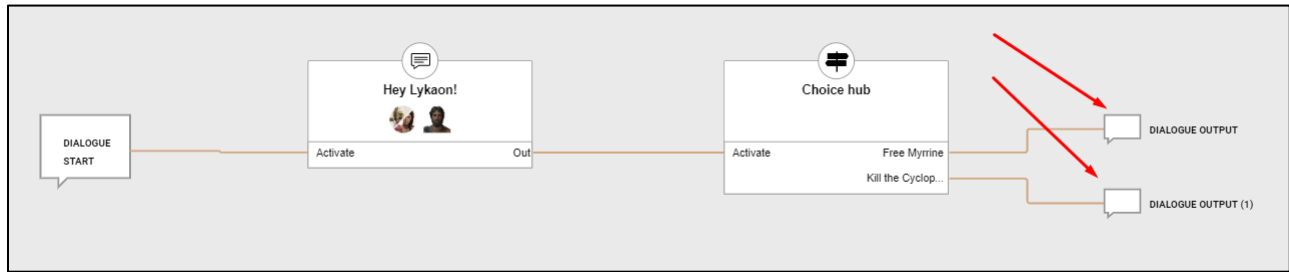 DIALOGUE
START
Hey Lykaon!
Activate
Out
Choice hub
Activate
Free Myrrine
Kill the Cyclop...
DIALOGUE OUTPUT
DIALOGUE OUTPUT (1)